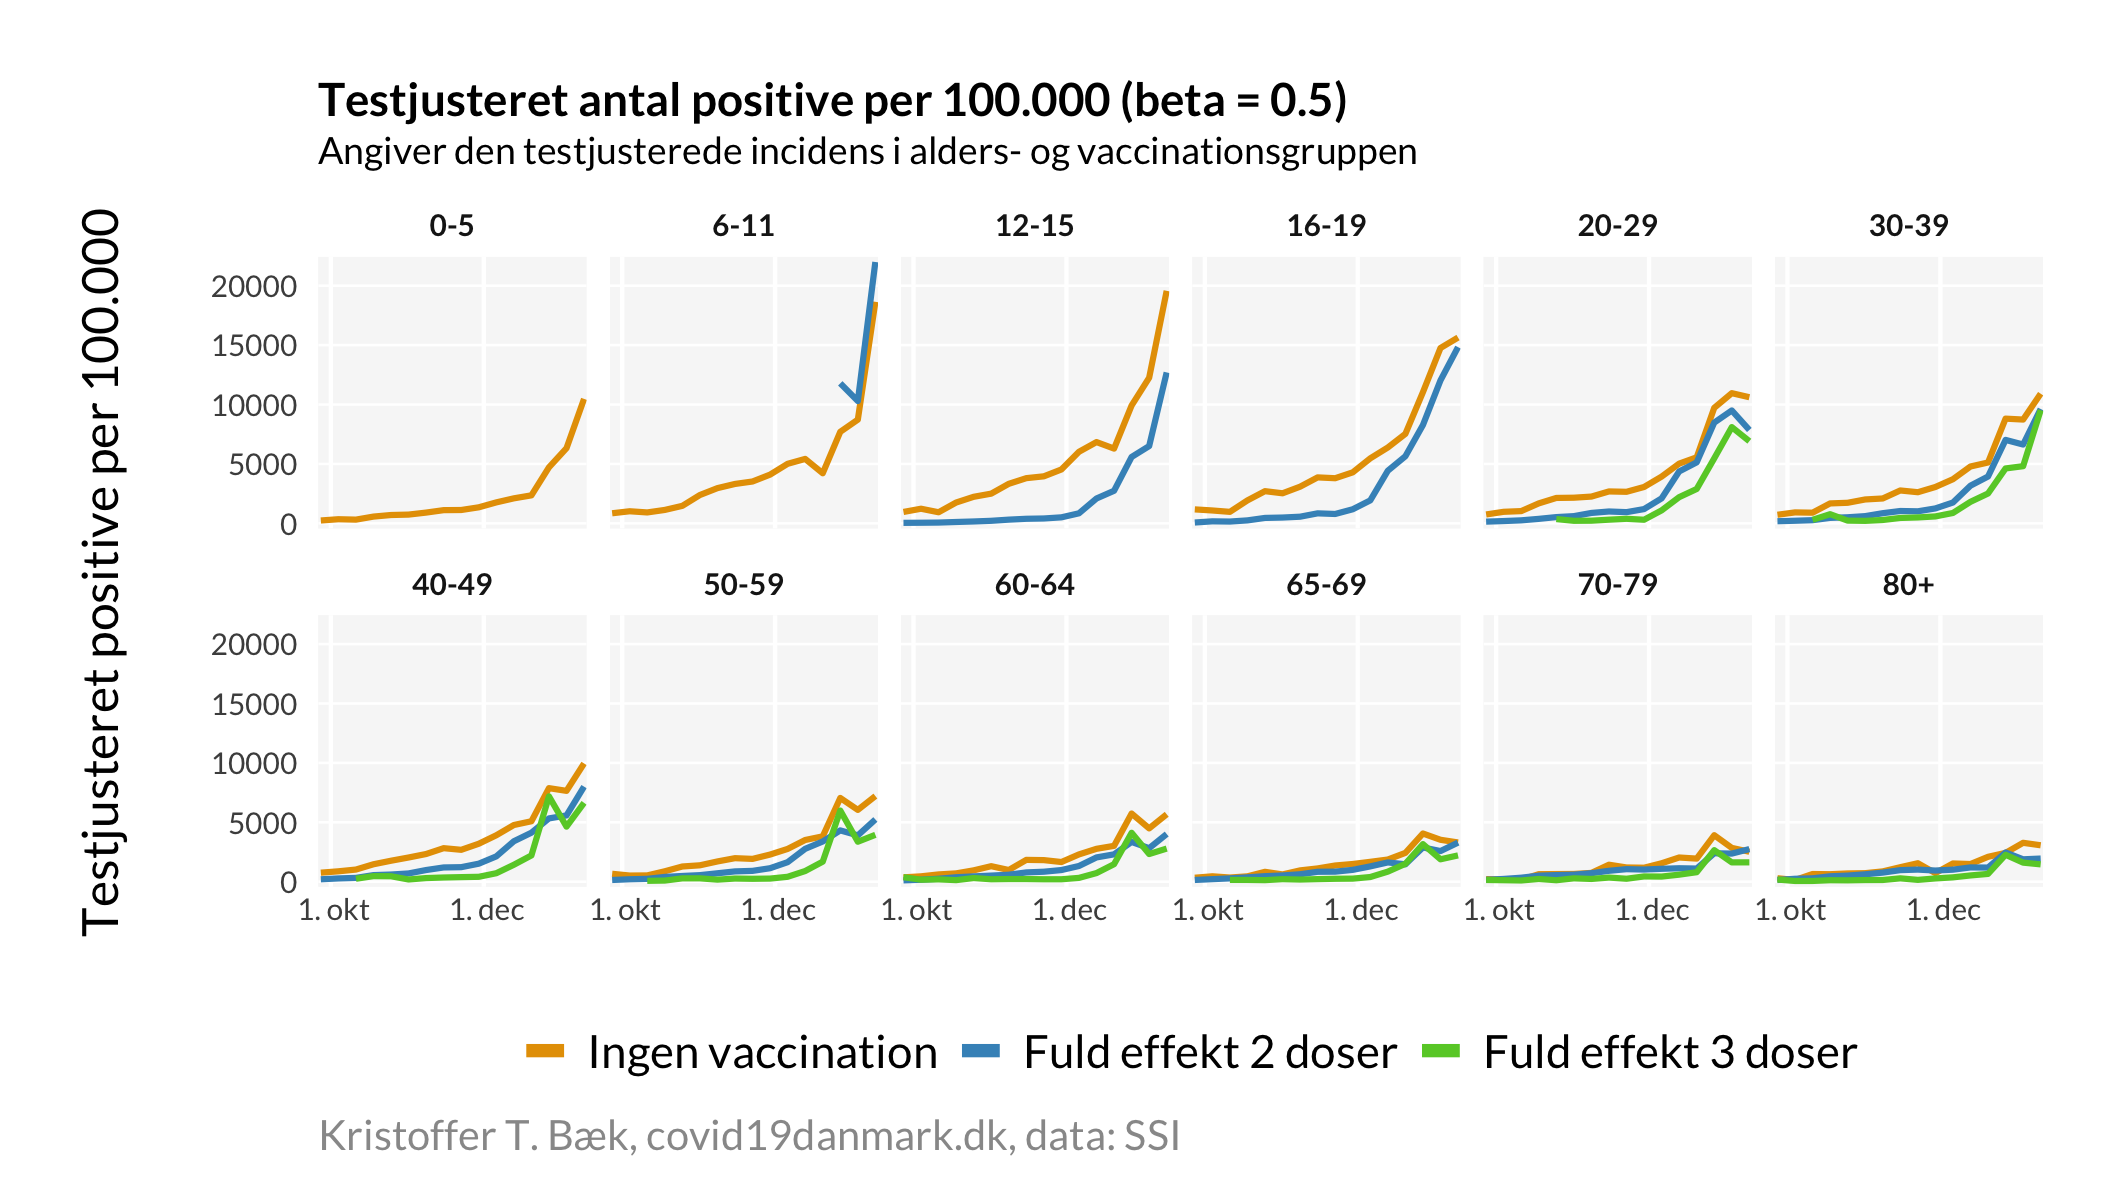 Testjusteret antal positive per 100.000 (beta = 0.5)
Angiver den testjusterede incidens i alders- og vaccinationsgruppen
Testjusteret positive per 100.000
0-5 6-11 12-15 16-19 20-29 30-39
20000
15000
10000
5000
0
40-49 50-59 60-64 65-69 70-79 80+
20000
15000
10000
5000
0
1. okt 1. dec 1. okt 1. dec 1. okt 1. dec 1. okt 1. dec 1. okt 1. dec 1. okt 1. dec
Ingen vaccination Fuld effekt 2 doser Fuld effekt 3 doser
Kristoffer T. Bæk, covid19danmark.dk, data: SSI